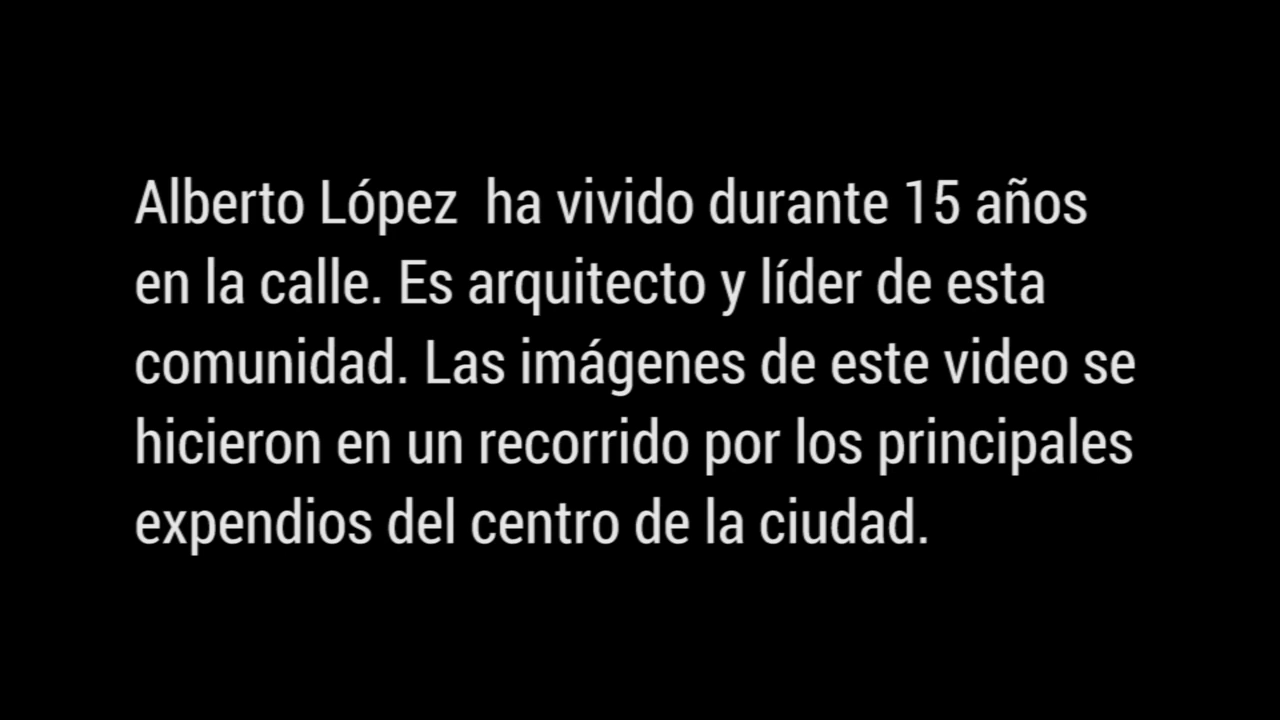 Alberto López  ha vivido durante 15 años
en la calle. Es arquitecto y líder de esta
comunidad. Las imágenes de este video se
hicieron en un recorrido por los principales
expendios del centro de la ciudad.